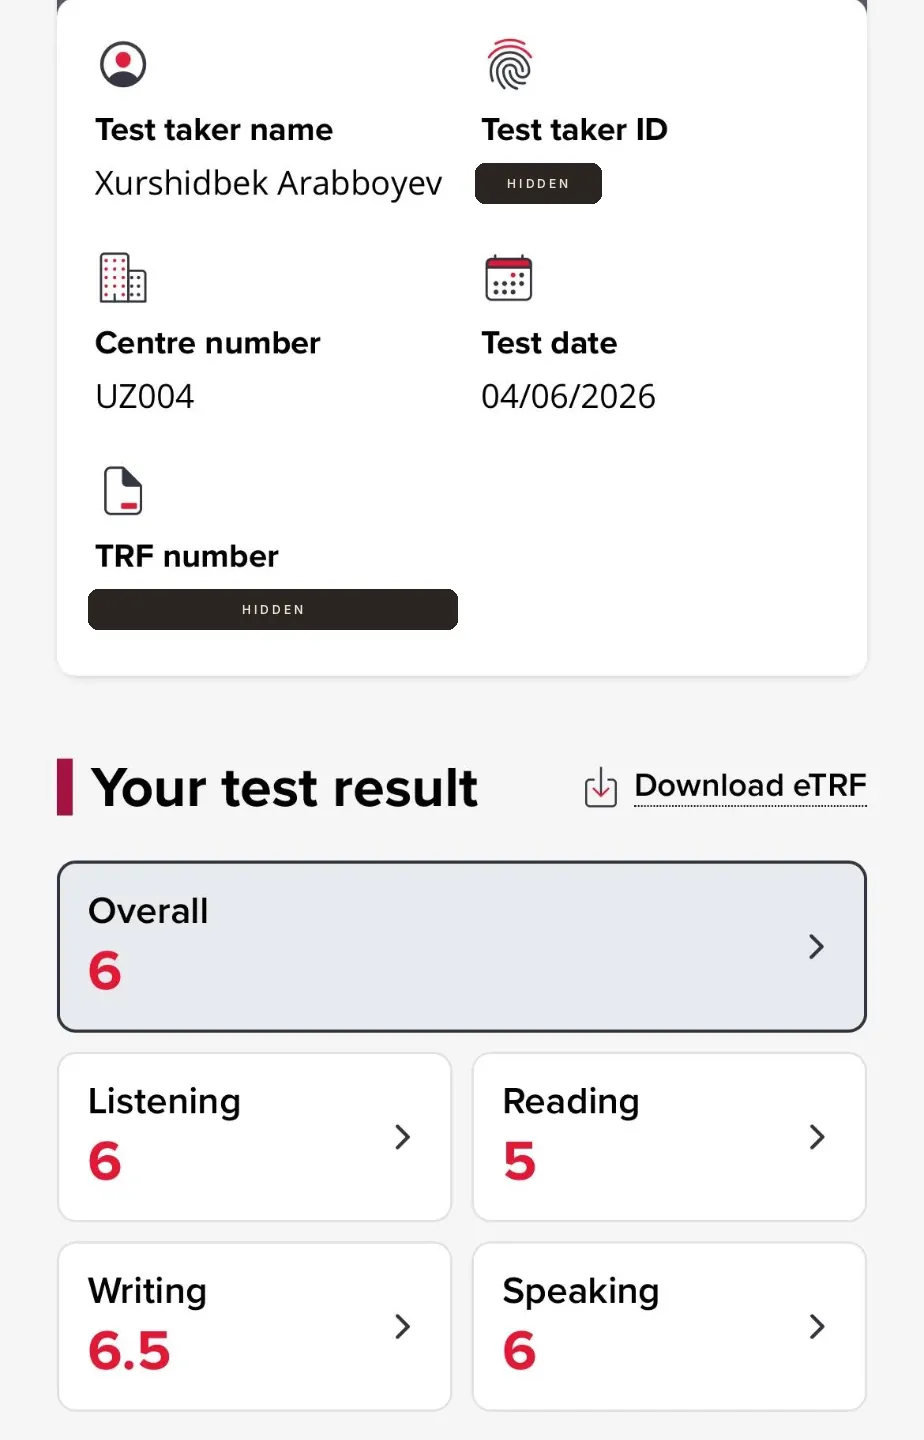 Test taker name
Test taker ID
Xurshidbek Arabboyev
HIDDEN
Centre number
Test date
UZ004
04/06/2026
TRF number
HIDDEN
Your test result
Download eTRF
Overall
6
Listening
6
Reading
5
Writing
6.5
Speaking
6